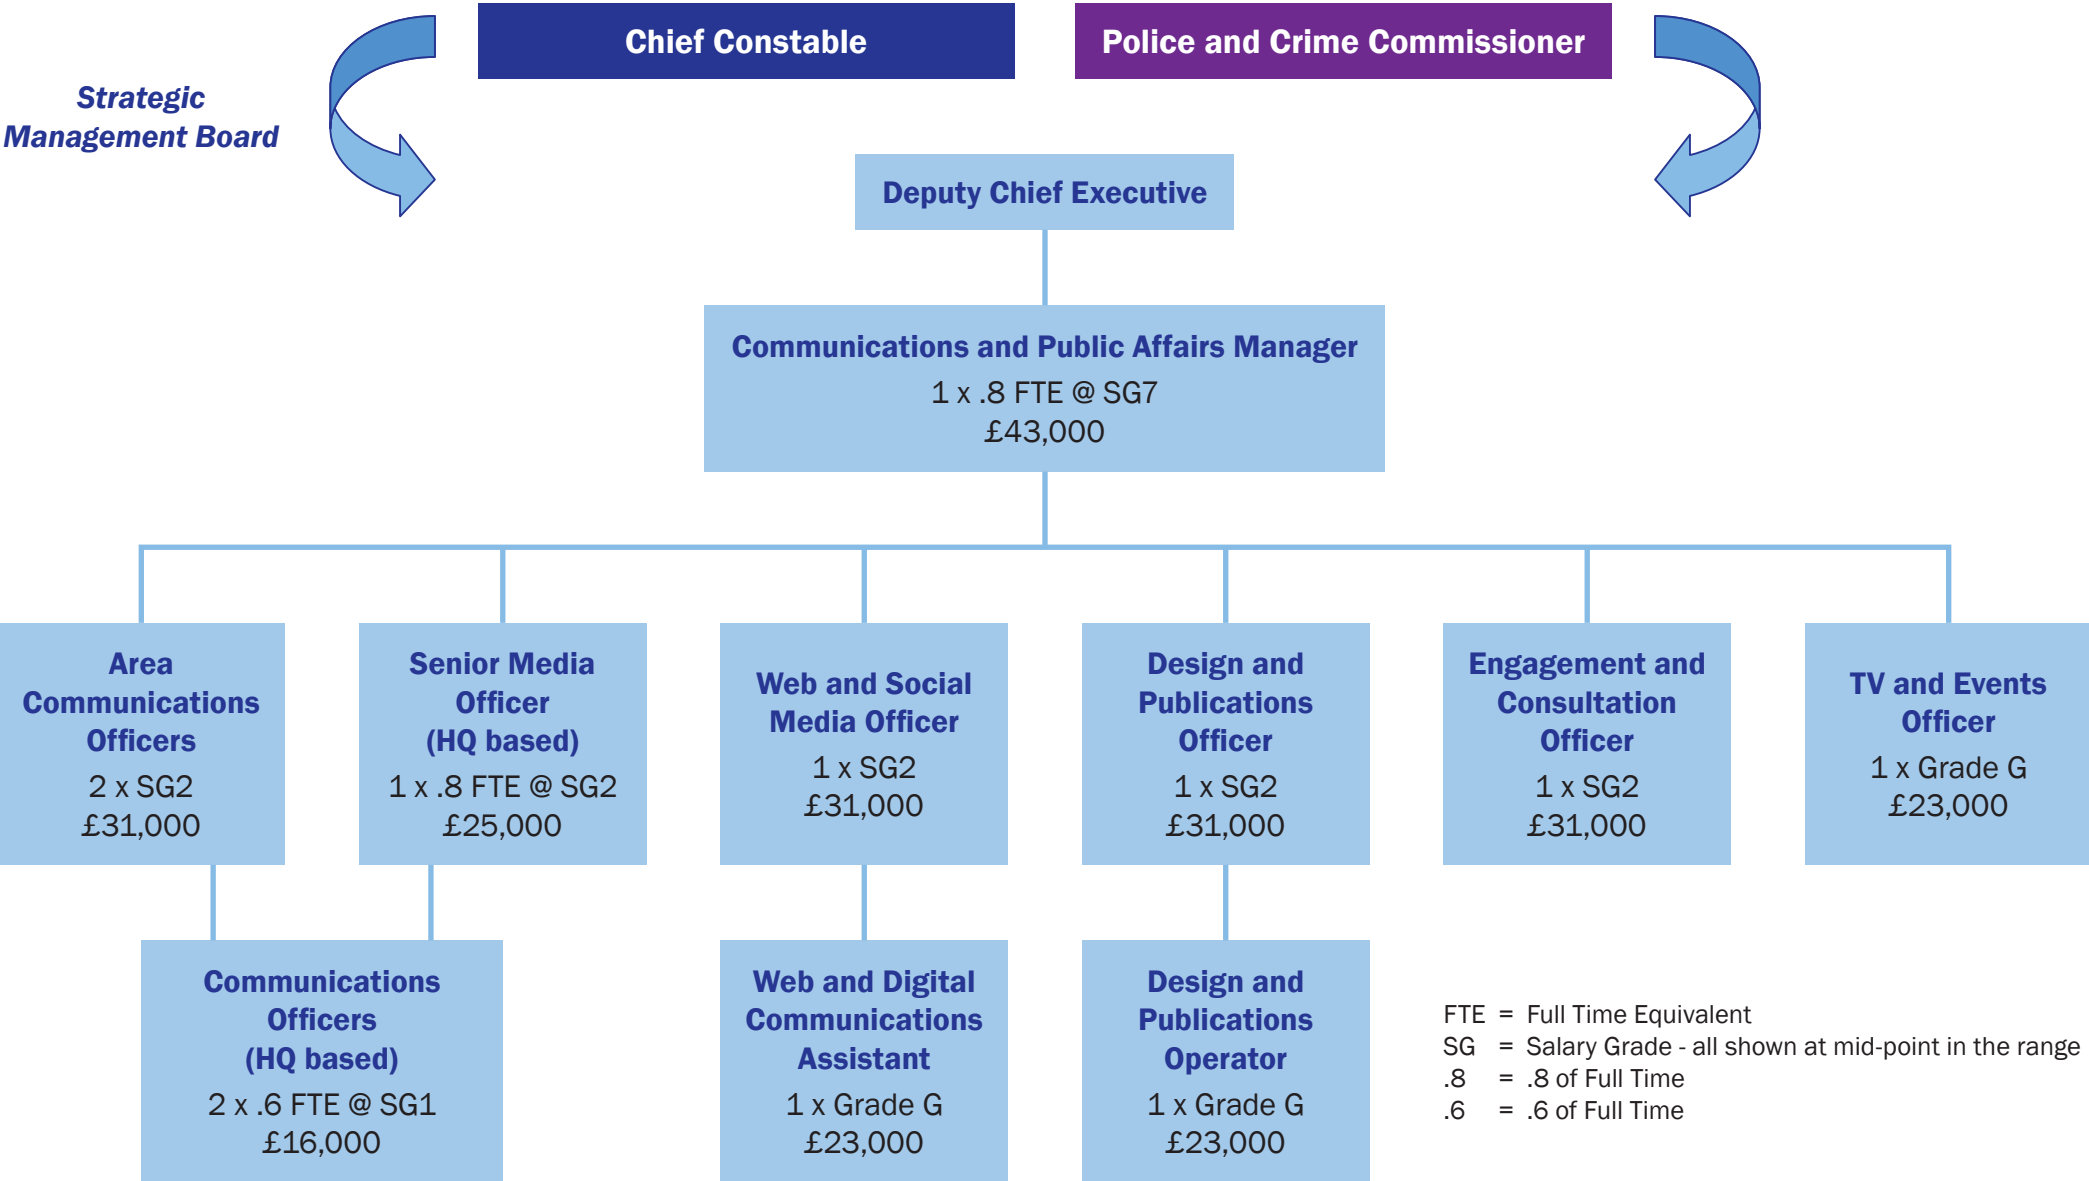 Chief Constable
Police and Crime Commissioner
Strategic
Management Board
Deputy Chief Executive
Communications and Public Affairs Manager
1 x .8 FTE @ SG7
£43,000
Area
Communications
Officers
2 x SG2
£31,000
Senior Media
Officer
(HQ based)
1 x .8 FTE @ SG2
£25,000
Web and Social
Media Officer
1 x SG2
£31,000
Design and
Publications
Officer
1 x SG2
£31,000
Engagement and
Consultation
Officer
1 x SG2
£31,000
TV and Events
Officer
1 x Grade G
£23,000
Communications
Officers
(HQ based)
2 x .6 FTE @ SG1
£16,000
Web and Digital
Communications
Assistant
1 x Grade G
£23,000
Design and
Publications
Operator
1 x Grade G
£23,000
FTE = Full Time Equivalent
SG = Salary Grade - all shown at mid-point in the range
.8 = .8 of Full Time
.6 = .6 of Full Time